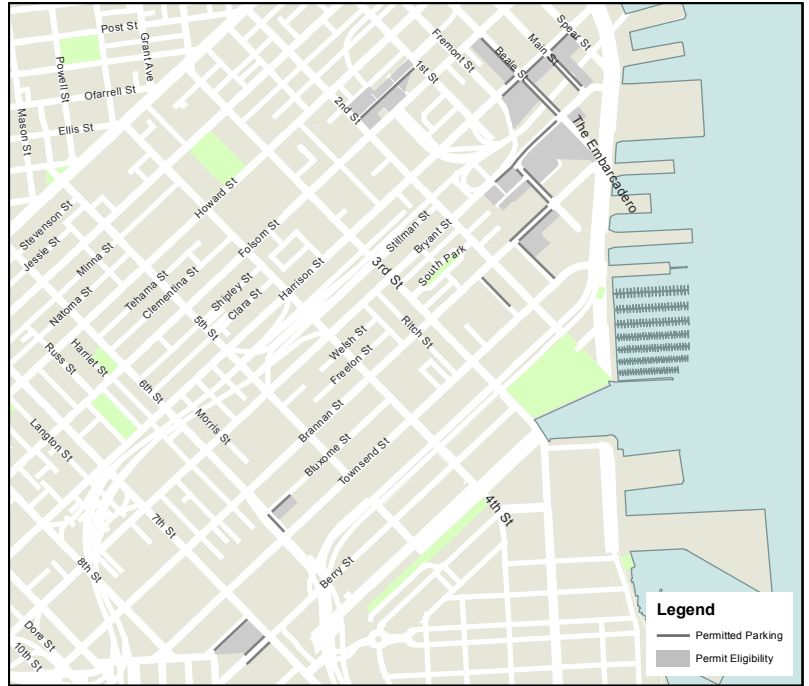 Post St
Grant Ave
Powell St
Ofarrell St
Mason St
Ellis St
Spear St
Main St
Beale St
Fremont St
1st St
2nd St
The Embarcadero
Howard St
Stevenson St
Jessie St
Minna St
Natoma St
Folsom St
Tehama St
Clementina St
Shipley St
Clara St
Harrison St
Stillman St
Bryant St
3rd St
South Park
5th St
Ritch St
Welsh St
Freelon St
Russ St
Harriet St
6th St
Morris St
Langton St
Brannan St
Bluxome St
Townsend St
4th St
7th St
8th St
Berry St
Dore St
10th St
Legend
Permitted Parking
Permit Eligibility